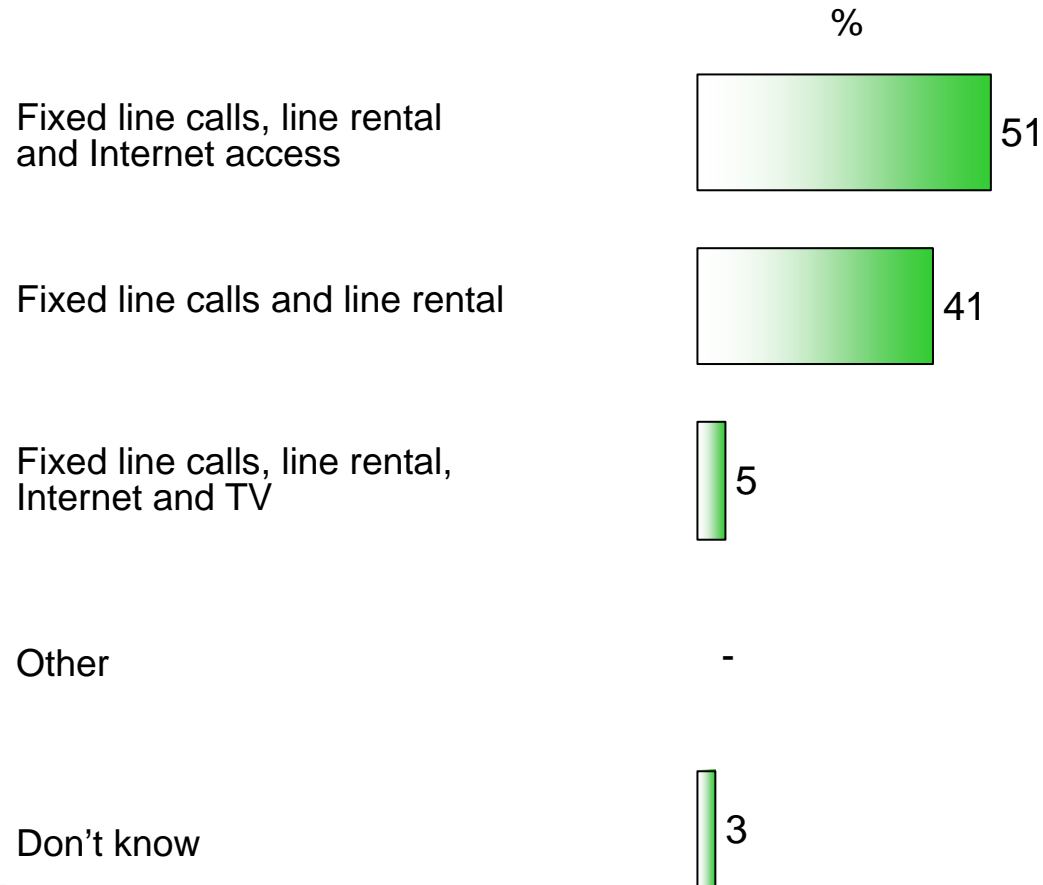 %
Fixed line calls, line rental
and Internet access
51
Fixed line calls and line rental
41
Fixed line calls, line rental,
Internet and TV
5
Other
-
Don’t know
3